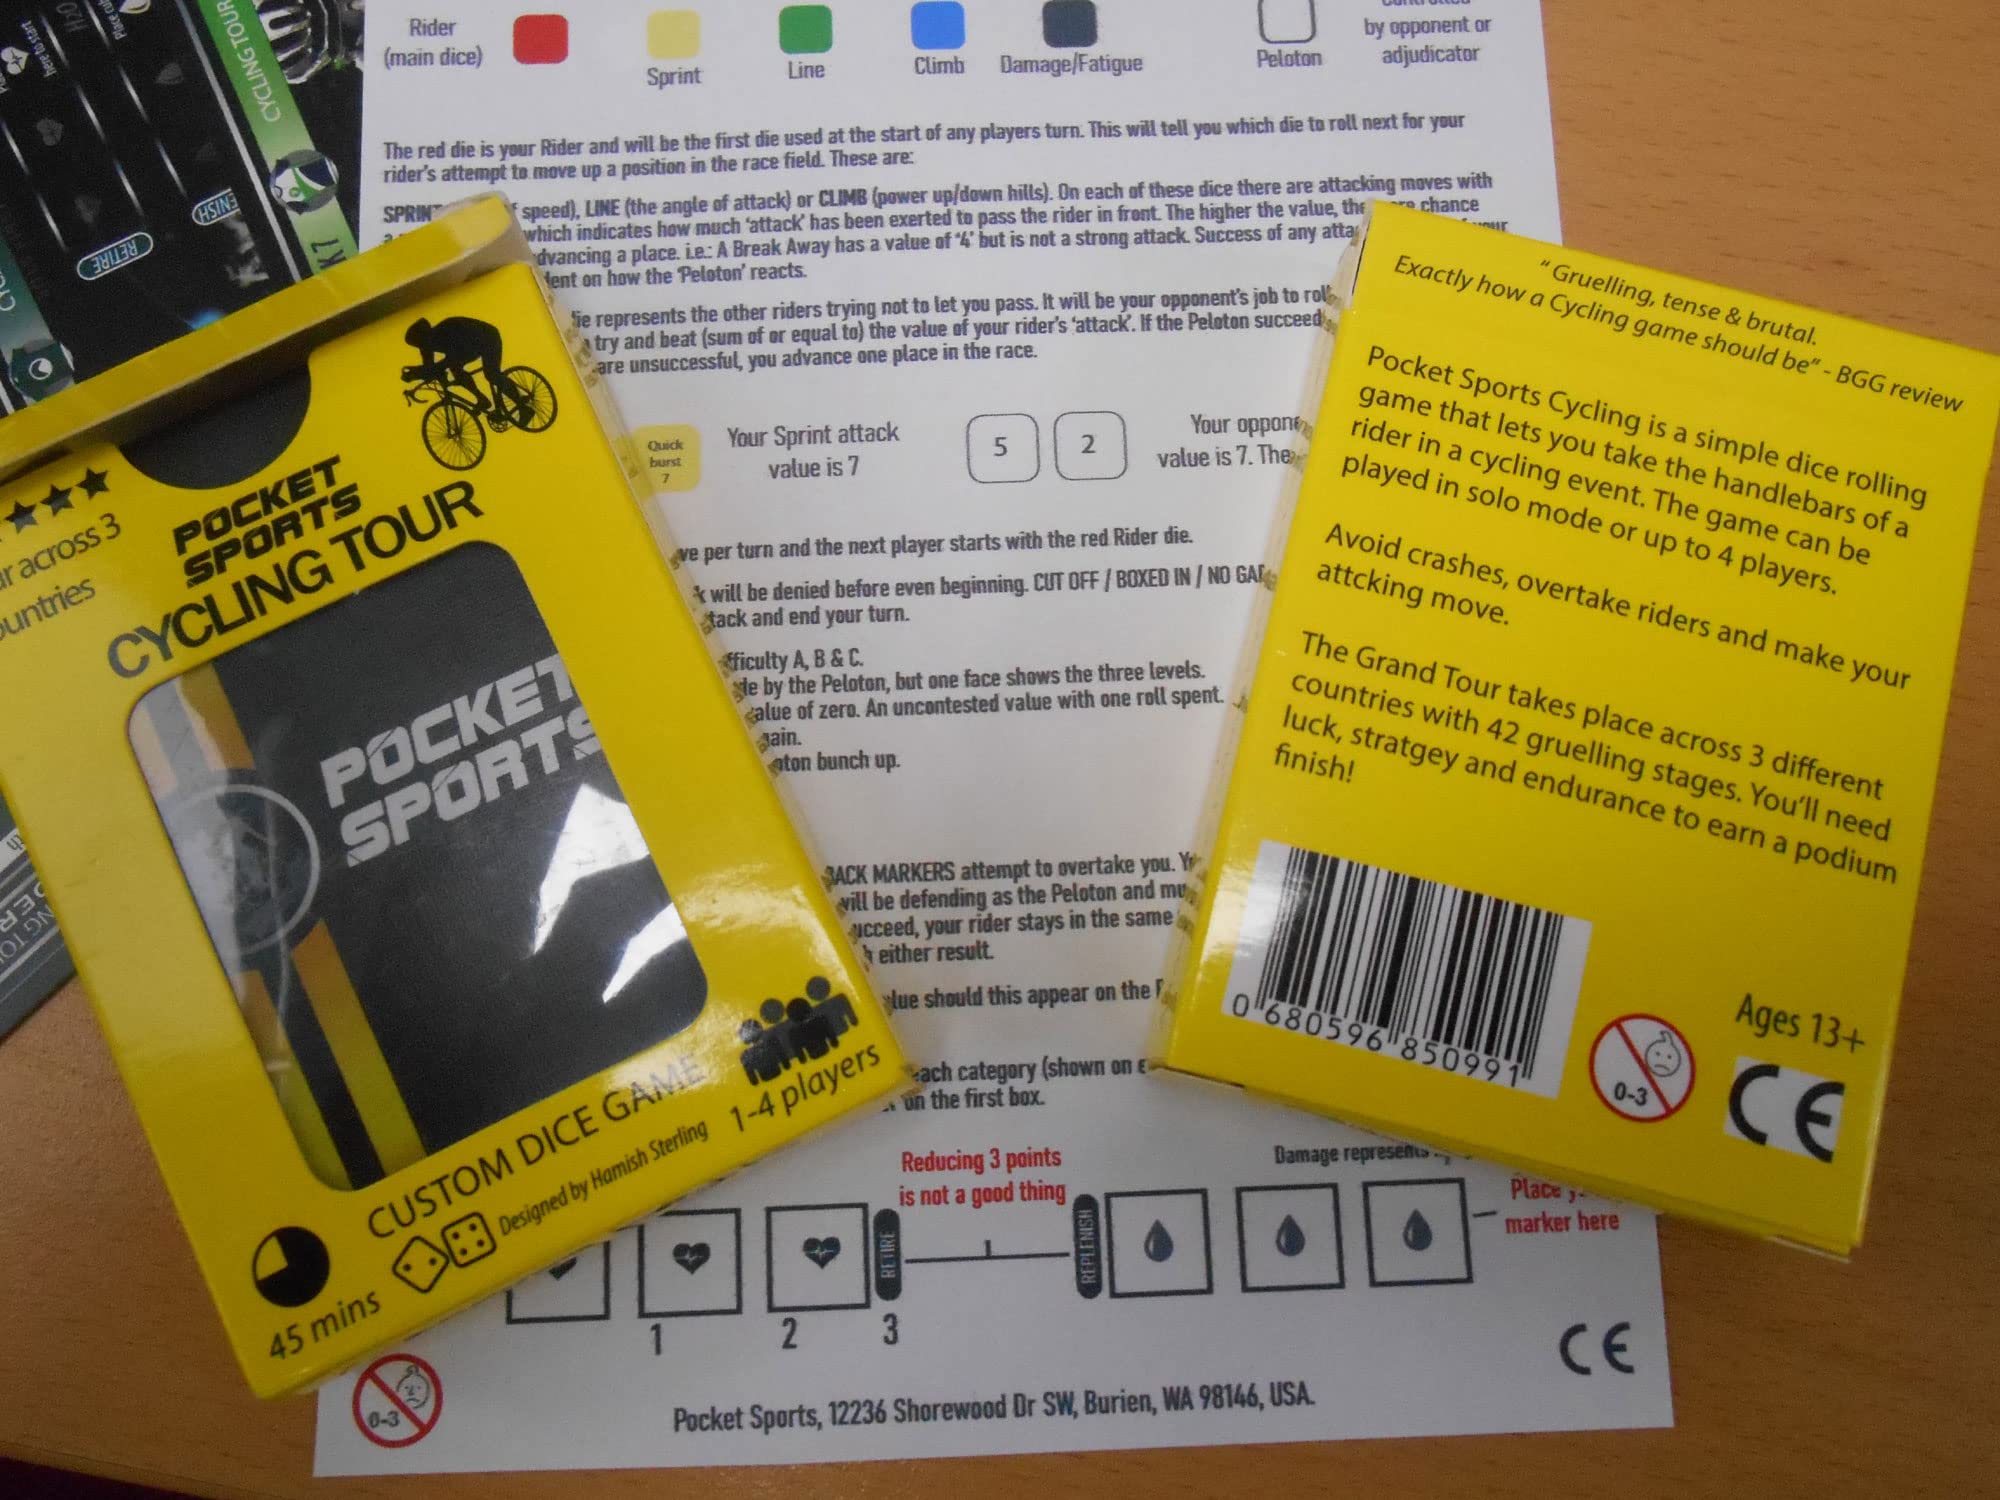 Rider
(main dice)
Sprint
Line
Climb
Damage/Fatigue
Peloton
by opponent or
adjudicator
The red die is your Rider and will be the first die used at the start of any players turn. This will tell you which die to roll next for your
rider's attempt to move up a position in the race field. These are:
speed), LINE (the angle of attack) or CLIMB (power up/down hills). On each of these dice there are attacking moves with
which indicates how much 'attack' has been exerted to pass the rider in front. The higher the value, the chance
dvancing a place. i.e.: A Break Away has a value of '4' but is not a strong attack. Success of any
on how the 'Peloton' reacts.
represents the other riders trying not to let you pass. It will be your opponent's job to
try and beat (sum of or equal to) the value of your rider's 'attack'. If the Peloton
are unsuccessful, you advance one place in the race.
Quick
burst
7
Your Sprint attack
value is 7
5
2
Your
value is 7.
per turn and the next player starts with the red Rider die.
will be denied before even beginning. CUT OFF / BOXED IN / NO
tack and end your turn.
fficulty A, B & C.
by the Peloton, but one face shows the three levels.
alue of zero. An uncontested value with one roll spent.
ain.
bunch up.
BACK MARKERS attempt to overtake you.
will be defending as the Peloton and
ucceed, your rider stays in the same
either result.
lue should this appear on the
each category (shown on
on the first box.
Reducing 3 points
is not a good thing
Damage represents
Place
marker here
RETIRE
REPLENISH
1
2
3
CE
0-3
Pocket Sports, 12236 Shorewood Dr SW, Burien, WA 98146, USA.
across 3
ountries
POCKET
SPORTS
CYCLING TOUR
POCKET
SPORTS
CUSTOM DICE GAME
Designed by Hamish Sterling
1-4 players
45 mins
"Gruelling, tense & brutal.
Exactly how a Cycling game should be" - BGG review
Pocket Sports Cycling is a simple dice rolling
game that lets you take the handlebars of a
rider in a cycling event. The game can be
played in solo mode or up to 4 players.
Avoid crashes, overtake riders and make your
attcking move.
The Grand Tour takes place across 3 different
countries with 42 gruelling stages. You'll need
luck, stratgey and endurance to earn a podium
finish!
0 680596 850991
0-3
Ages 13+
CE
CYCLING TOUR
RETIRE